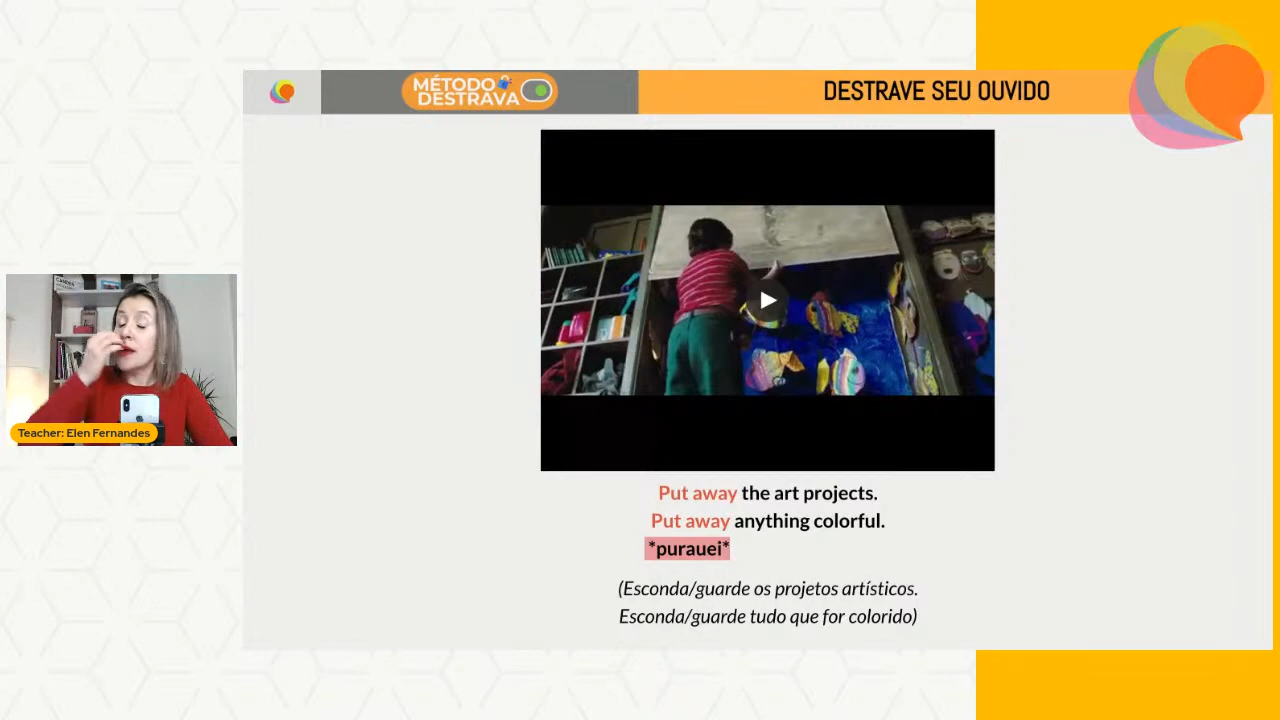 MÉTODO
DESTRAVA
DESTRAVE SEU OUVIDO
Teacher: Elen Fernandes
Put away the art projects.
Put away anything colorful.
*purauei*
(Esconda/guarde os projetos artísticos.
Esconda/guarde tudo que for colorido)